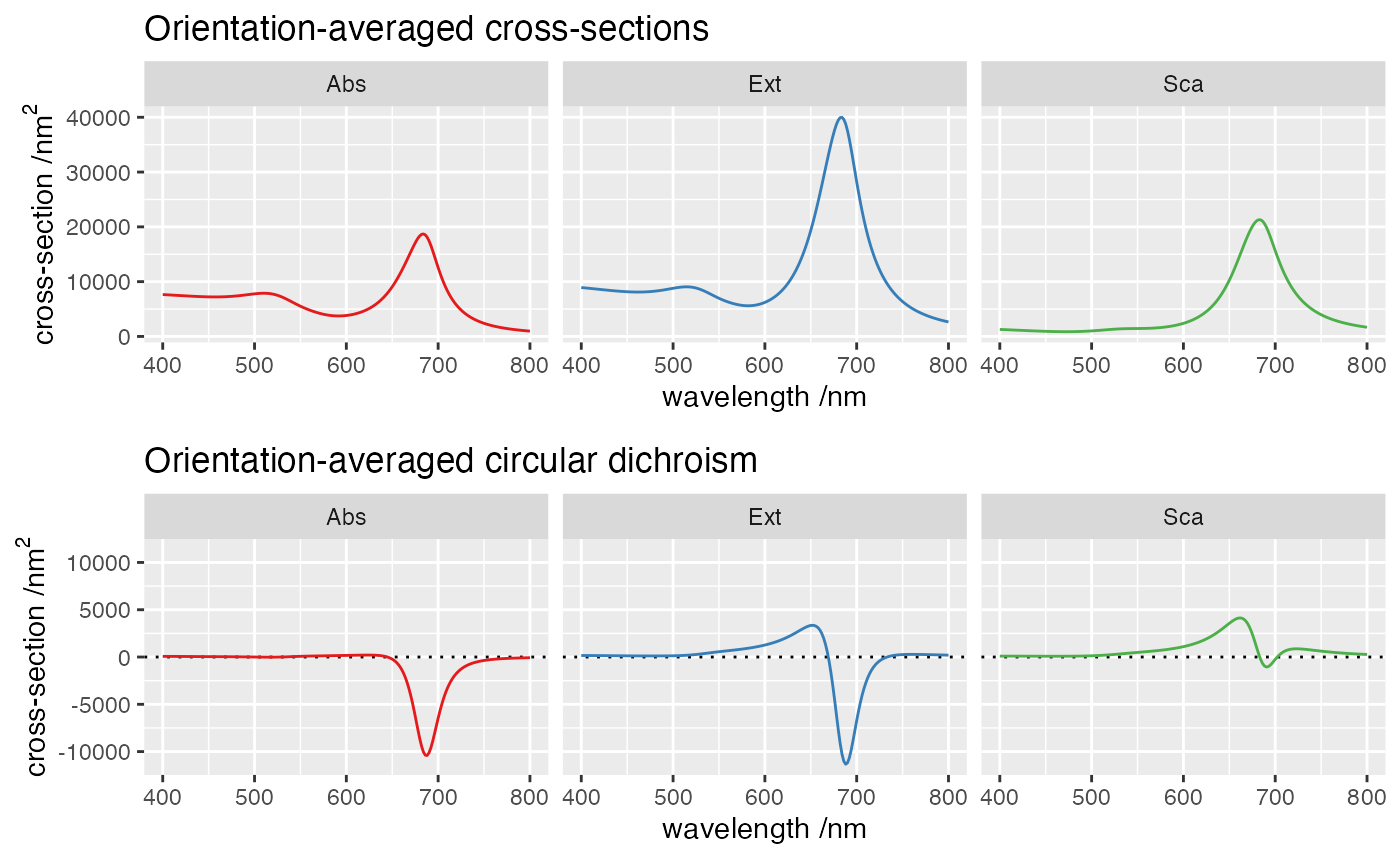 Orientation-averaged cross-sections
Abs Ext Sca
cross-section /nm²
40000
30000
20000
10000
0
400 500 600 700 800 400 500 600 700 800 400 500 600 700 800
wavelength /nm
Orientation-averaged circular dichroism
Abs Ext Sca
cross-section /nm²
10000
5000
0
-5000
-10000
400 500 600 700 800 400 500 600 700 800 400 500 600 700 800
wavelength /nm